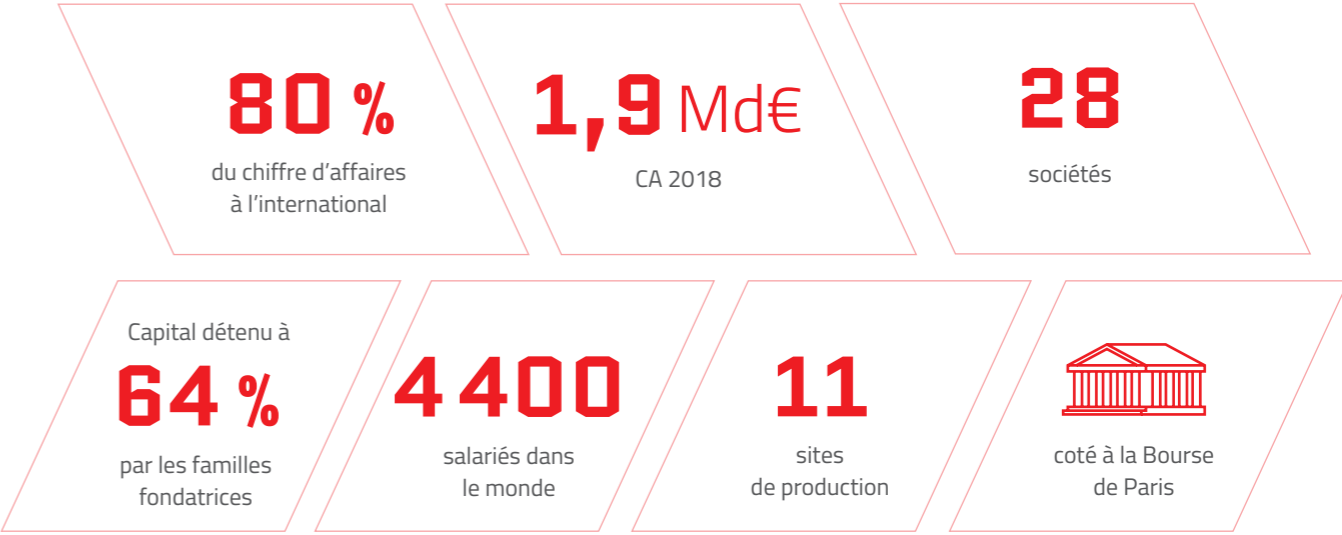 80 %
du chiffre d'affaires
à l'international
1,9 Md€
CA 2018
28
sociétés
Capital détenu à
64 %
par les familles
fondatrices
4 400
salariés dans
le monde
11
sites
de production
coté à la Bourse
de Paris